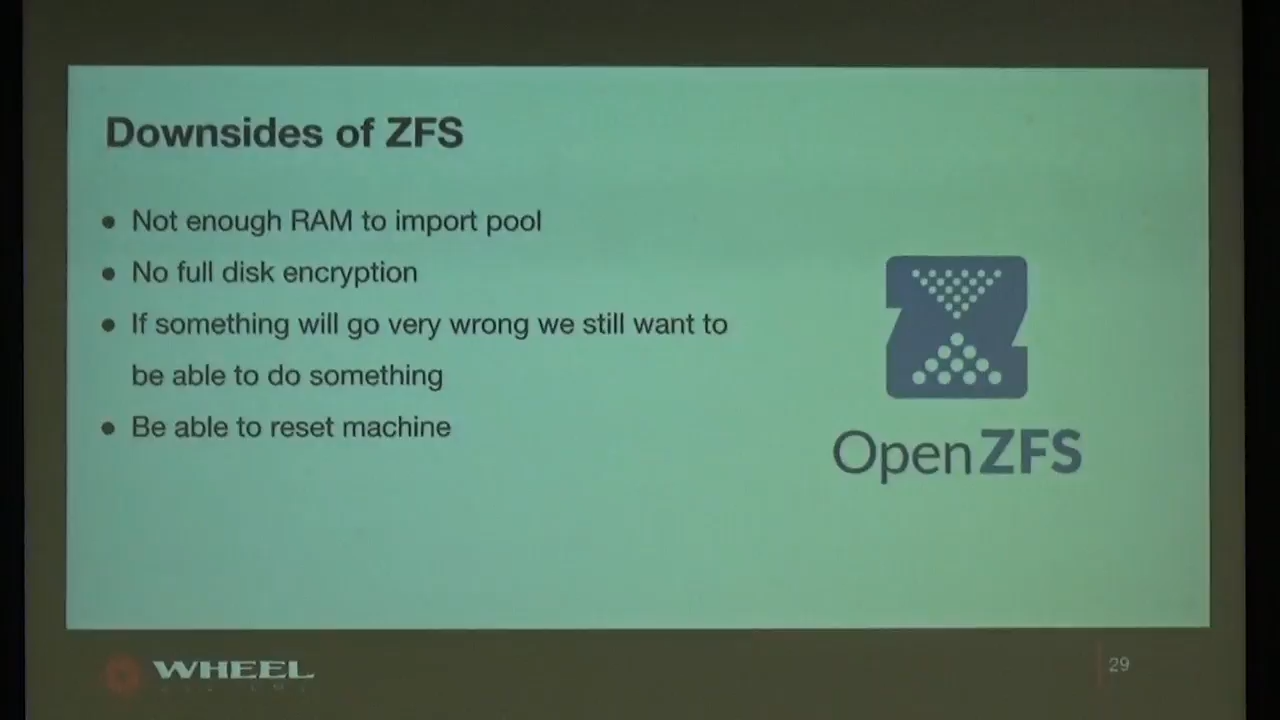 Downsides of ZFS
● Not enough RAM to import pool
● No full disk encryption
● If something will go very wrong we still want to
be able to do something
● Be able to reset machine
OpenZFS
WHEEL
29